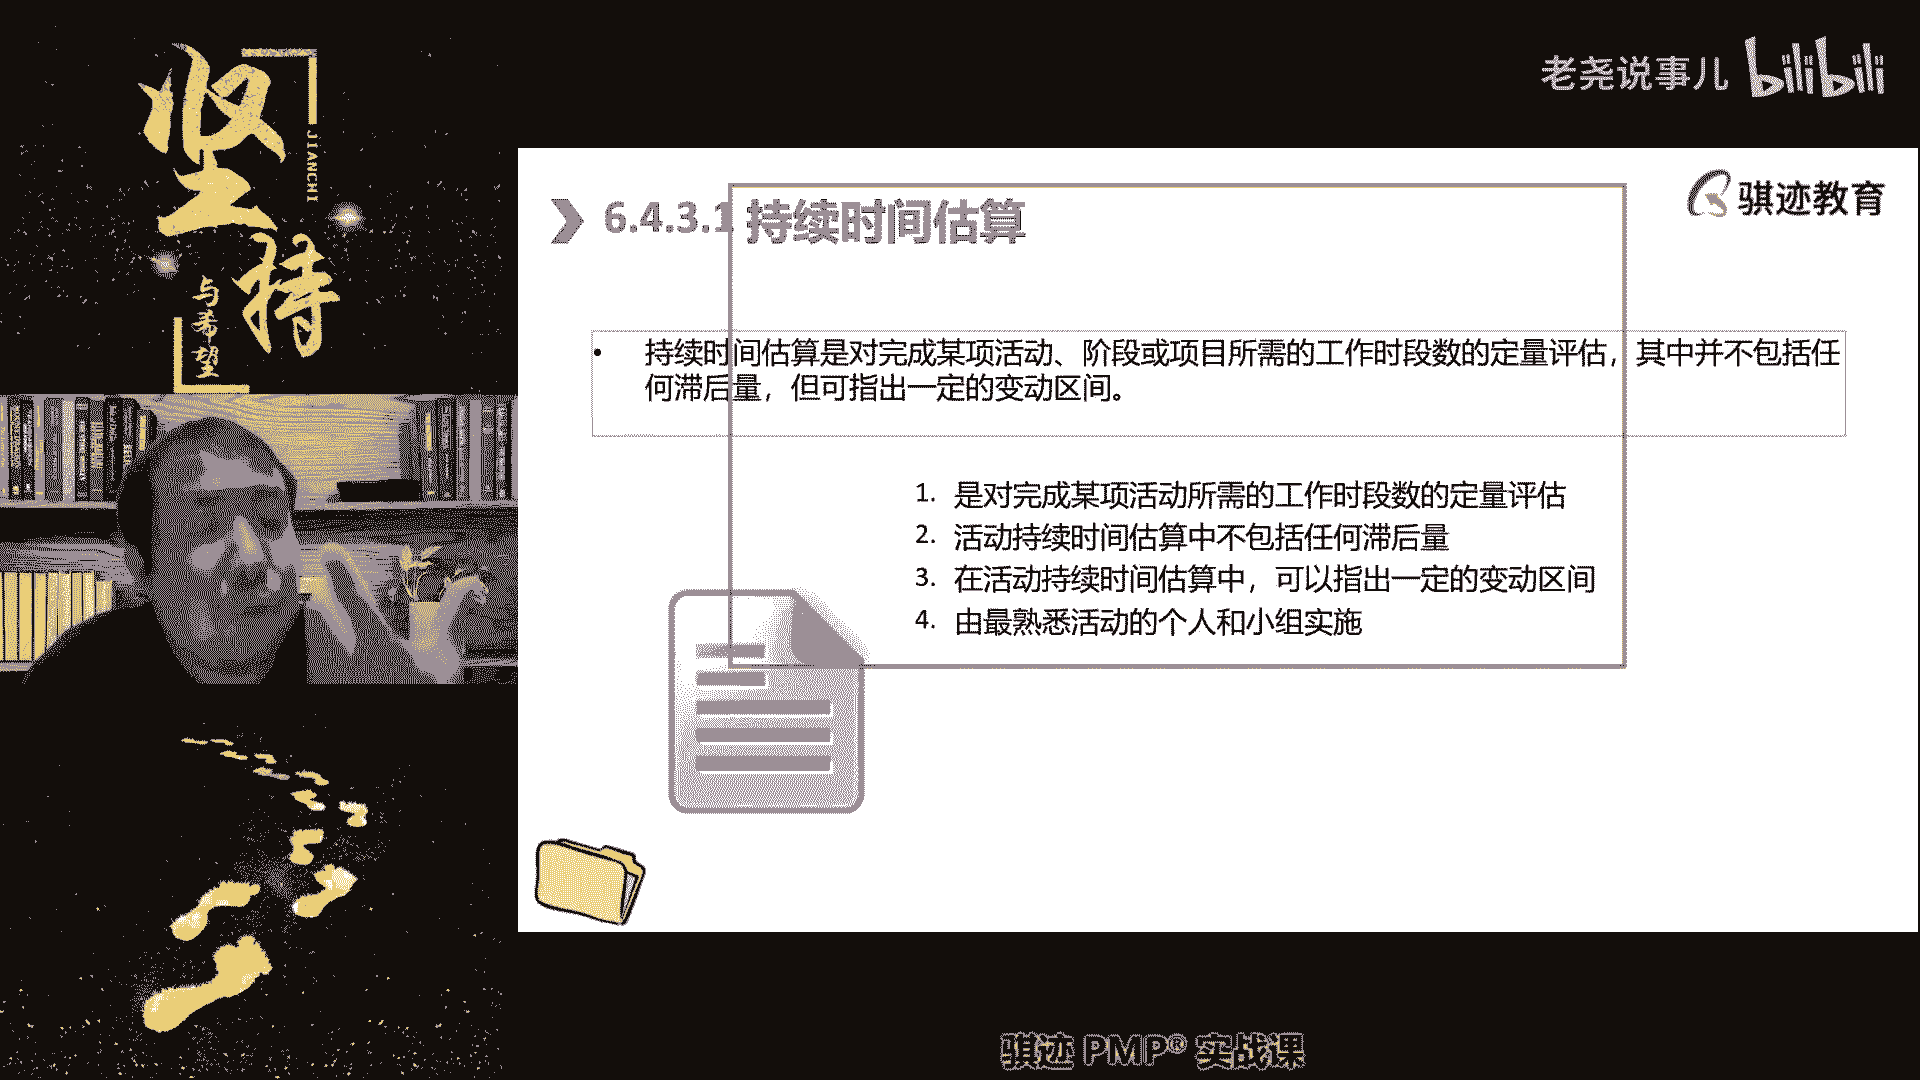 坚持
JIANCHI
与希望
老尧说事儿 bilibili
骐迹教育
6.4.3.1 持续时间估算
• 持续时间估算是对完成某项活动、阶段或项目所需的工作时段数的定量评估，其中并不包括任
何滞后量，但可指出一定的变动区间。
1. 是对完成某项活动所需的工作时段数的定量评估
2. 活动持续时间估算中不包括任何滞后量
3. 在活动持续时间估算中，可以指出一定的变动区间
4. 由最熟悉活动的个人和小组实施
骐迹 PMP® 实战课